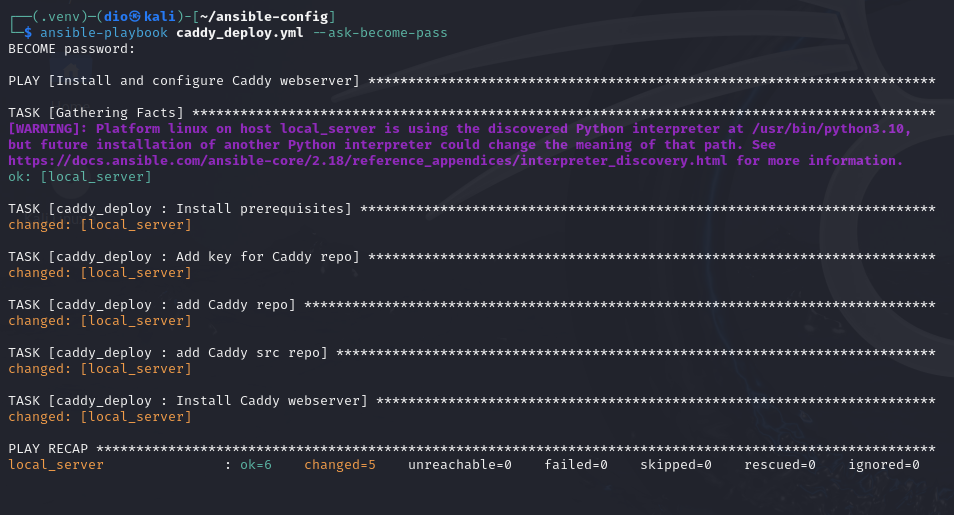 ┌──(.venv)─(dio㉿kali)-[~/ansible-config]
└─$ ansible-playbook caddy_deploy.yml --ask-become-pass
BECOME password:
PLAY [Install and configure Caddy webserver] ***********************************************************************
TASK [Gathering Facts] *********************************************************************************************
[WARNING]: Platform linux on host local_server is using the discovered Python interpreter at /usr/bin/python3.10,
but future installation of another Python interpreter could change the meaning of that path. See
https://docs.ansible.com/ansible-core/2.18/reference_appendices/interpreter_discovery.html for more information.
ok: [local_server]
TASK [caddy_deploy : Install prerequisites] ************************************************************************
changed: [local_server]
TASK [caddy_deploy : Add key for Caddy repo] ***********************************************************************
changed: [local_server]
TASK [caddy_deploy : add Caddy repo] *******************************************************************************
changed: [local_server]
TASK [caddy_deploy : add Caddy src repo] ***************************************************************************
changed: [local_server]
TASK [caddy_deploy : Install Caddy webserver] **********************************************************************
changed: [local_server]
PLAY RECAP *********************************************************************************************************
local_server               : ok=6    changed=5    unreachable=0    failed=0    skipped=0    rescued=0    ignored=0